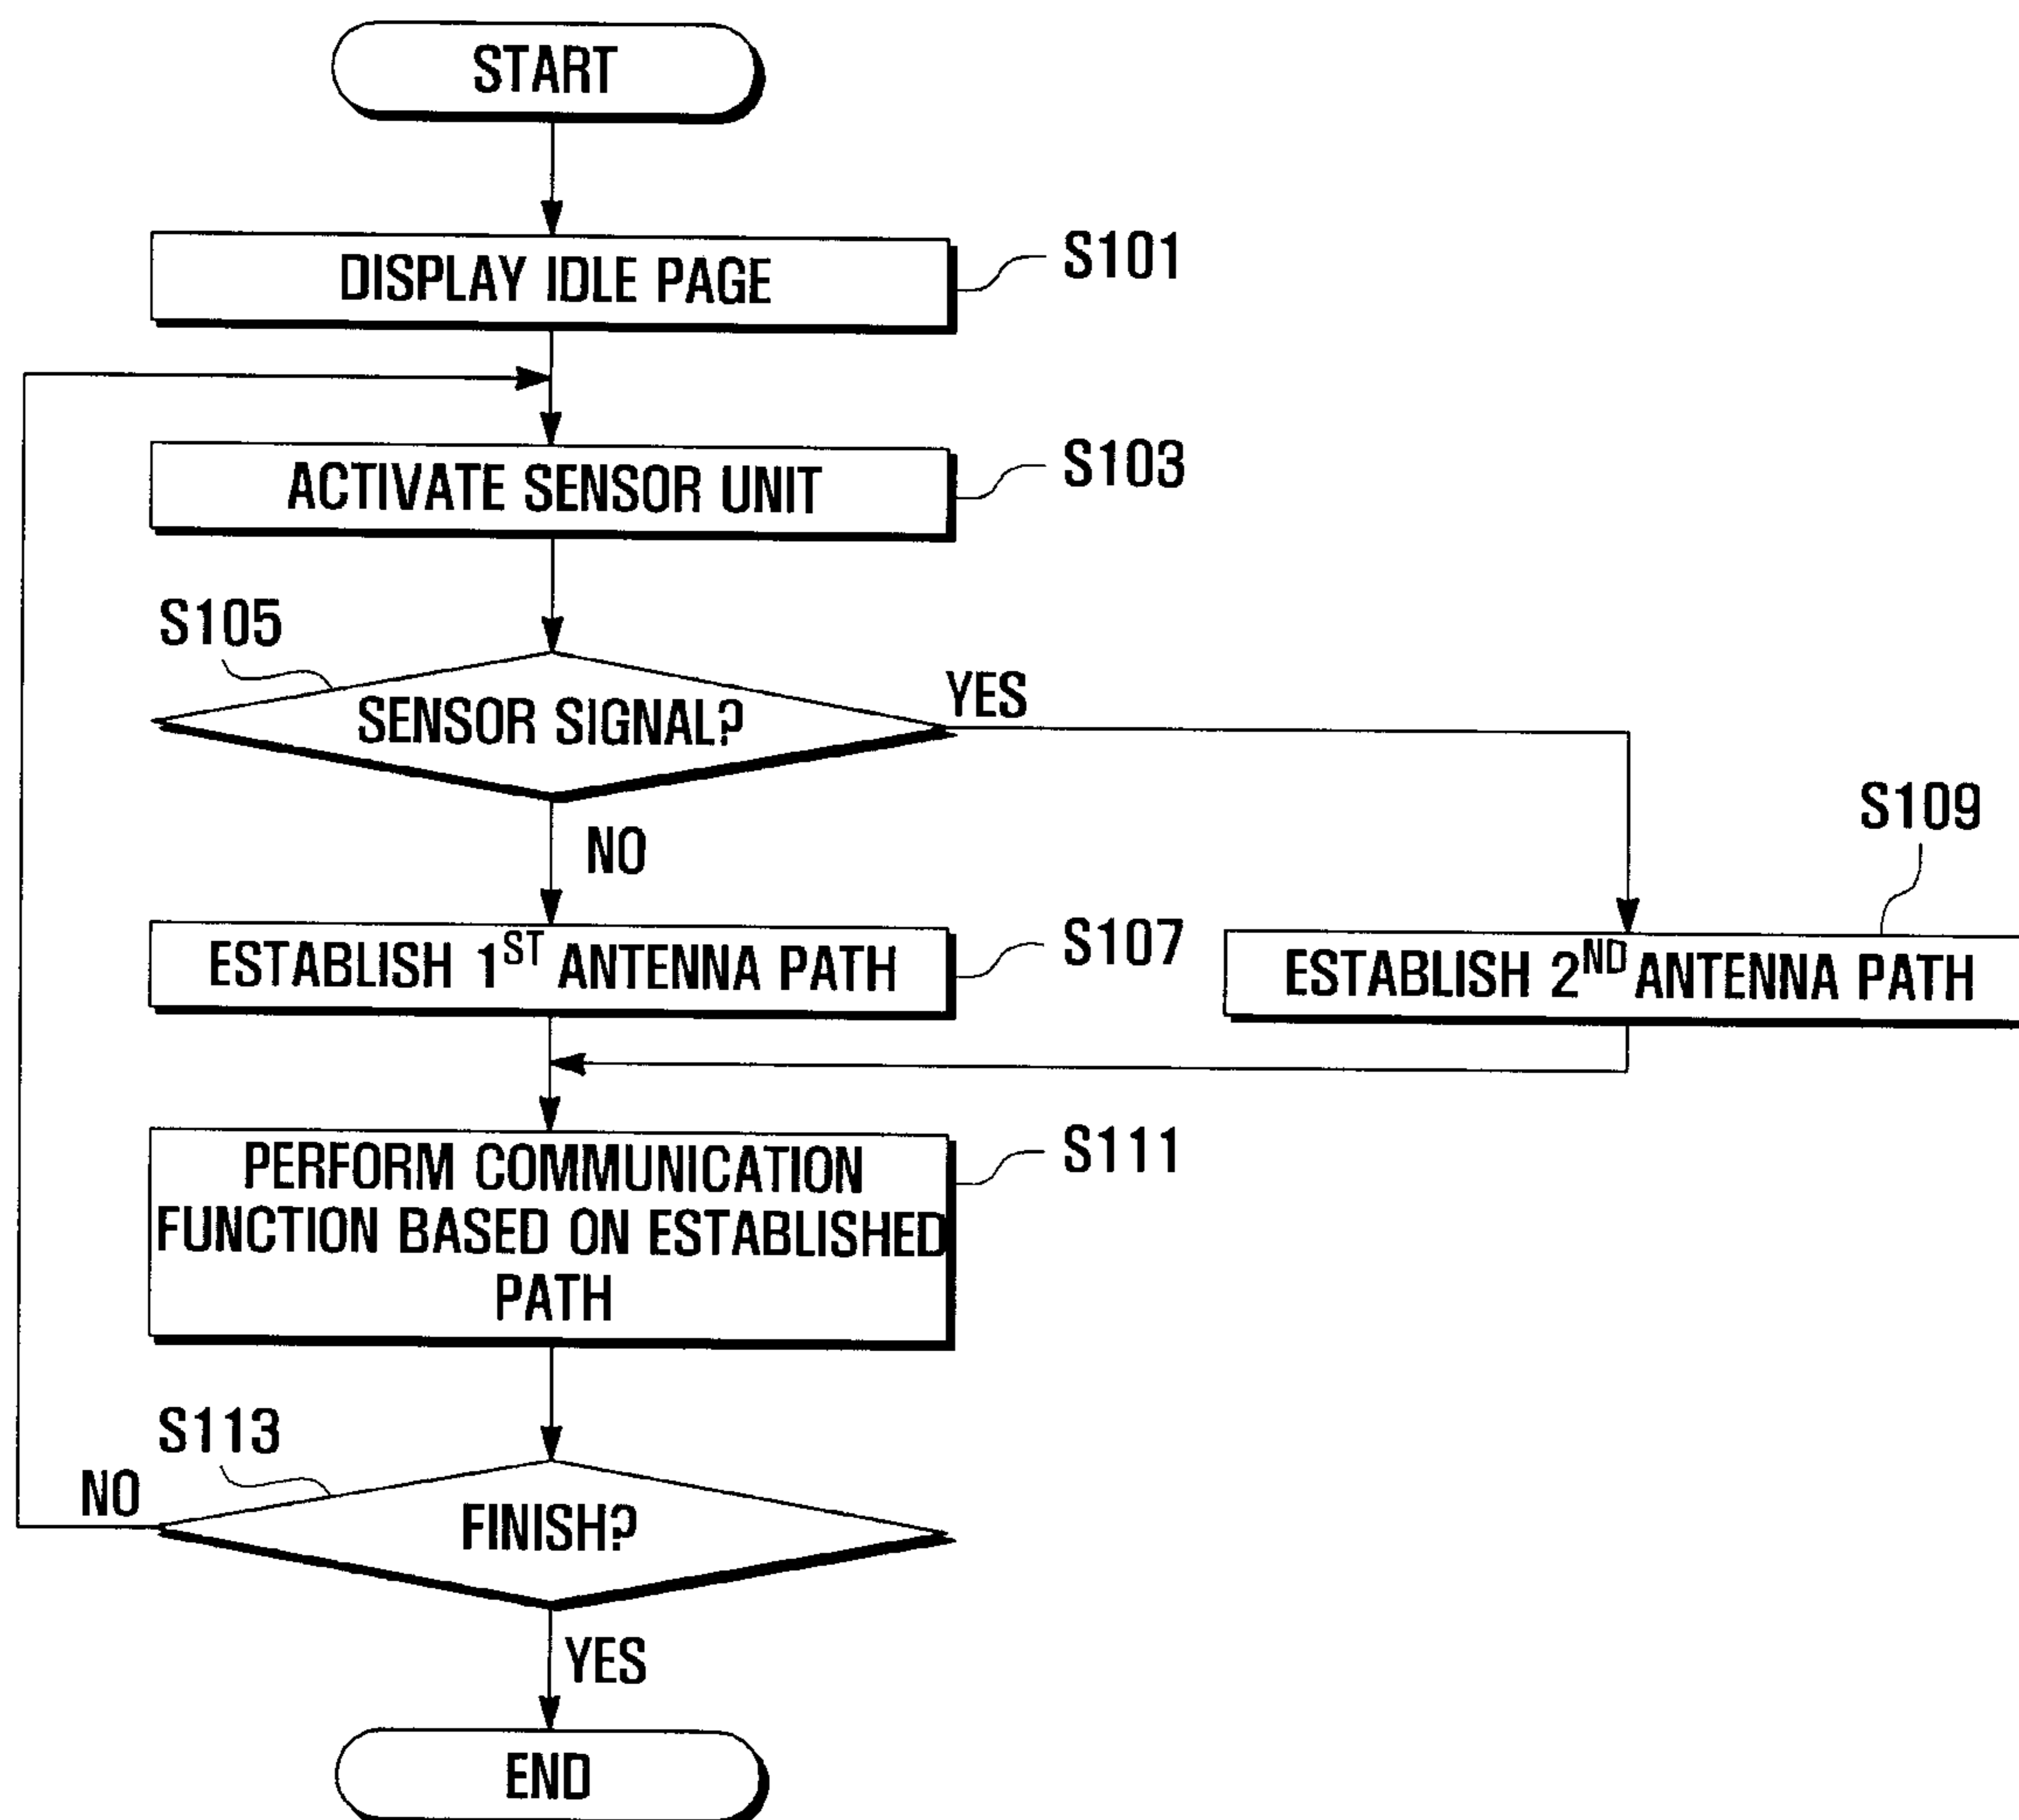 START
DISPLAY IDLE PAGE
S101
ACTIVATE SENSOR UNIT
S103
S105
SENSOR SIGNAL?
YES
NO
S109
ESTABLISH 1ST ANTENNA PATH
S107
ESTABLISH 2ND ANTENNA PATH
PERFORM COMMUNICATION
FUNCTION BASED ON ESTABLISHED
PATH
S111
S113
NO
FINISH?
YES
END